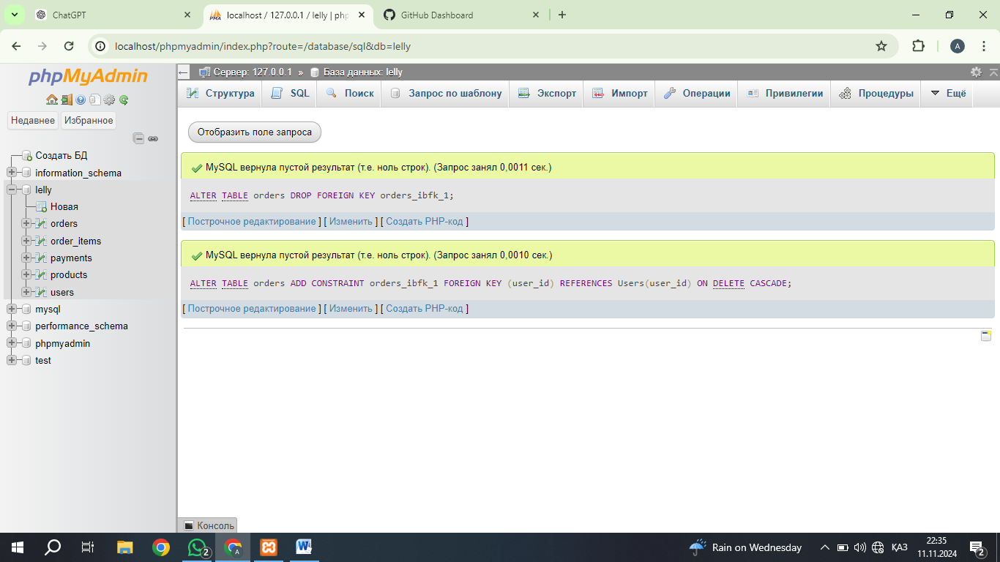 ChatGPT
localhost / 127.0.0.1 / lelly | php
GitHub Dashboard
localhost/phpmyadmin/index.php?route=/database/sql&db=lelly
A
phpMyAdmin
Недавнее
Избранное
Создать БД
information_schema
lelly
Новая
orders
order_items
payments
products
users
mysql
performance_schema
phpmyadmin
test
Сервер: 127.0.0.1 » База данных: lelly
Структура SQL Поиск Запрос по шаблону Экспорт Импорт Операции Привилегии Процедуры Ещё
Отобразить поле запроса
MySQL вернула пустой результат (т.е. ноль строк). (Запрос занял 0,0011 сек.)
ALTER TABLE orders DROP FOREIGN KEY orders_ibfk_1;
[ Построчное редактирование ] [ Изменить ] [ Создать PHP-код ]
MySQL вернула пустой результат (т.е. ноль строк). (Запрос занял 0,0010 сек.)
ALTER TABLE orders ADD CONSTRAINT orders_ibfk_1 FOREIGN KEY (user_id) REFERENCES Users(user_id) ON DELETE CASCADE;
[ Построчное редактирование ] [ Изменить ] [ Создать PHP-код ]
Консоль
2
A
Rain on Wednesday
ҚАЗ
22:35
11.11.2024
2